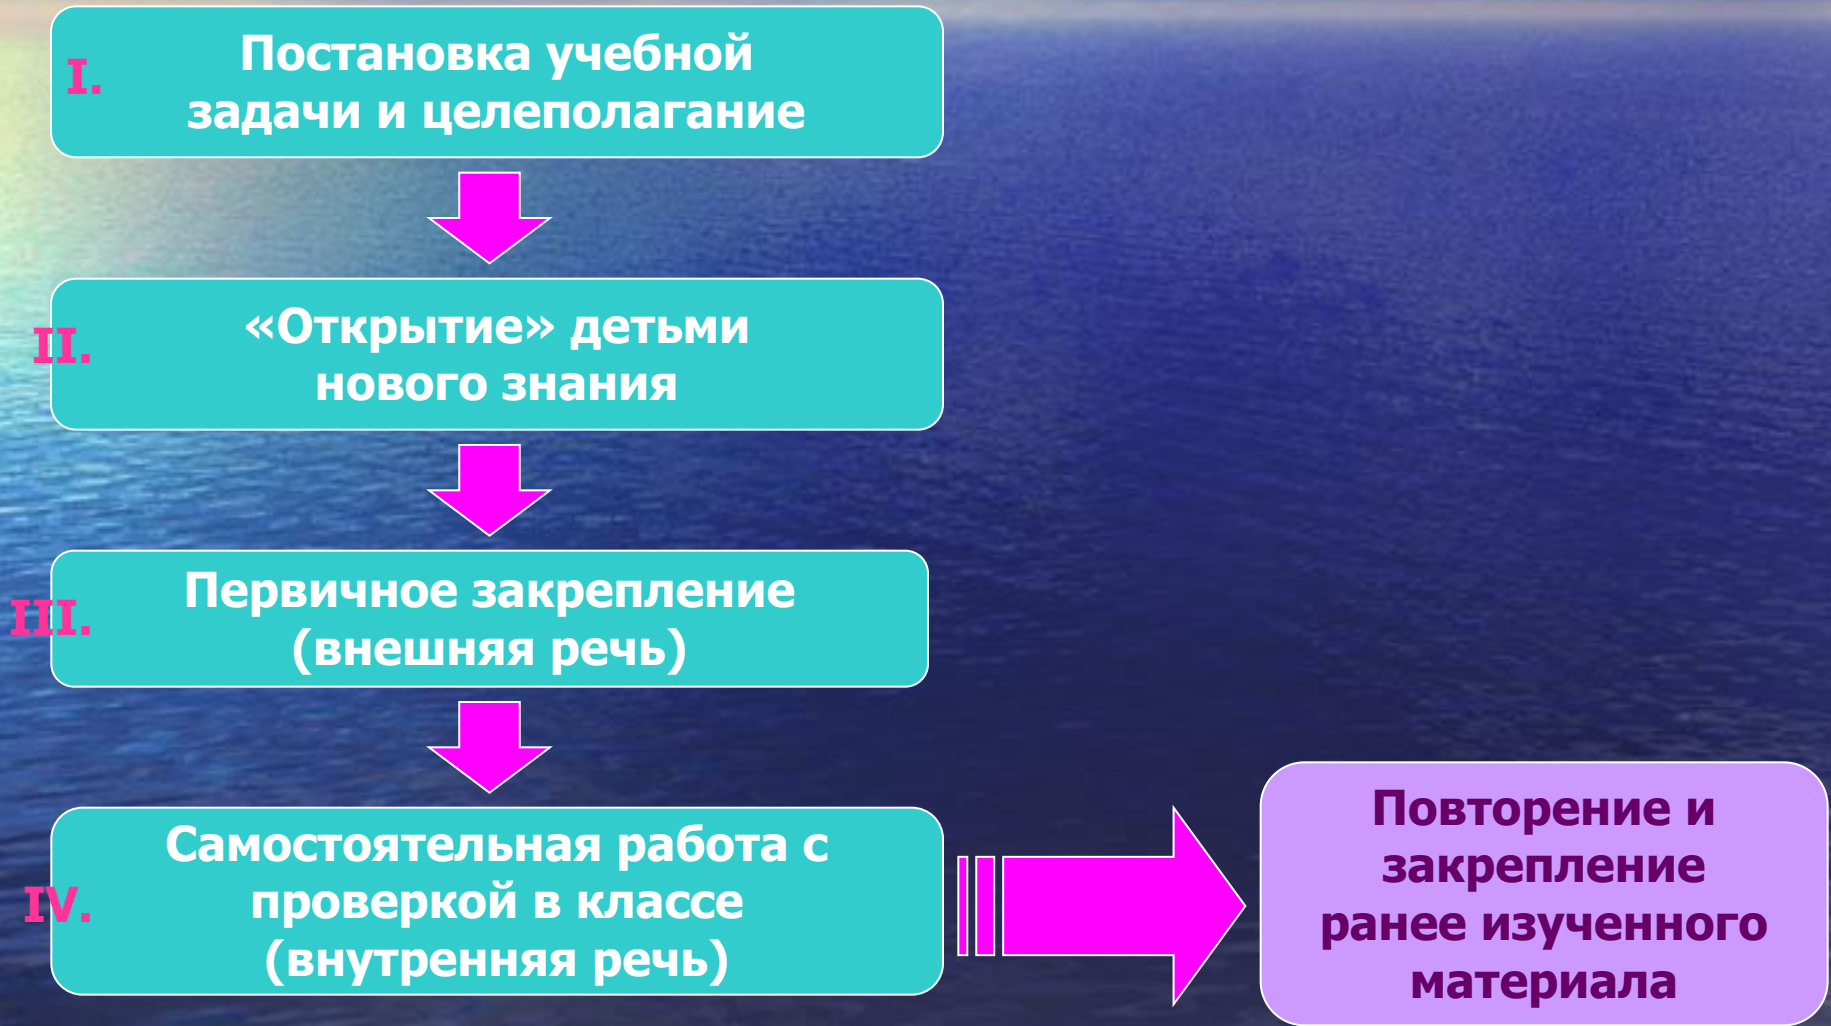 I.
Постановка учебной
задачи и целеполагание
II.
«Открытие» детьми
нового знания
III.
Первичное закрепление
(внешняя речь)
IV.
Самостоятельная работа с
проверкой в классе
(внутренняя речь)
Повторение и
закрепление
ранее изученного
материала